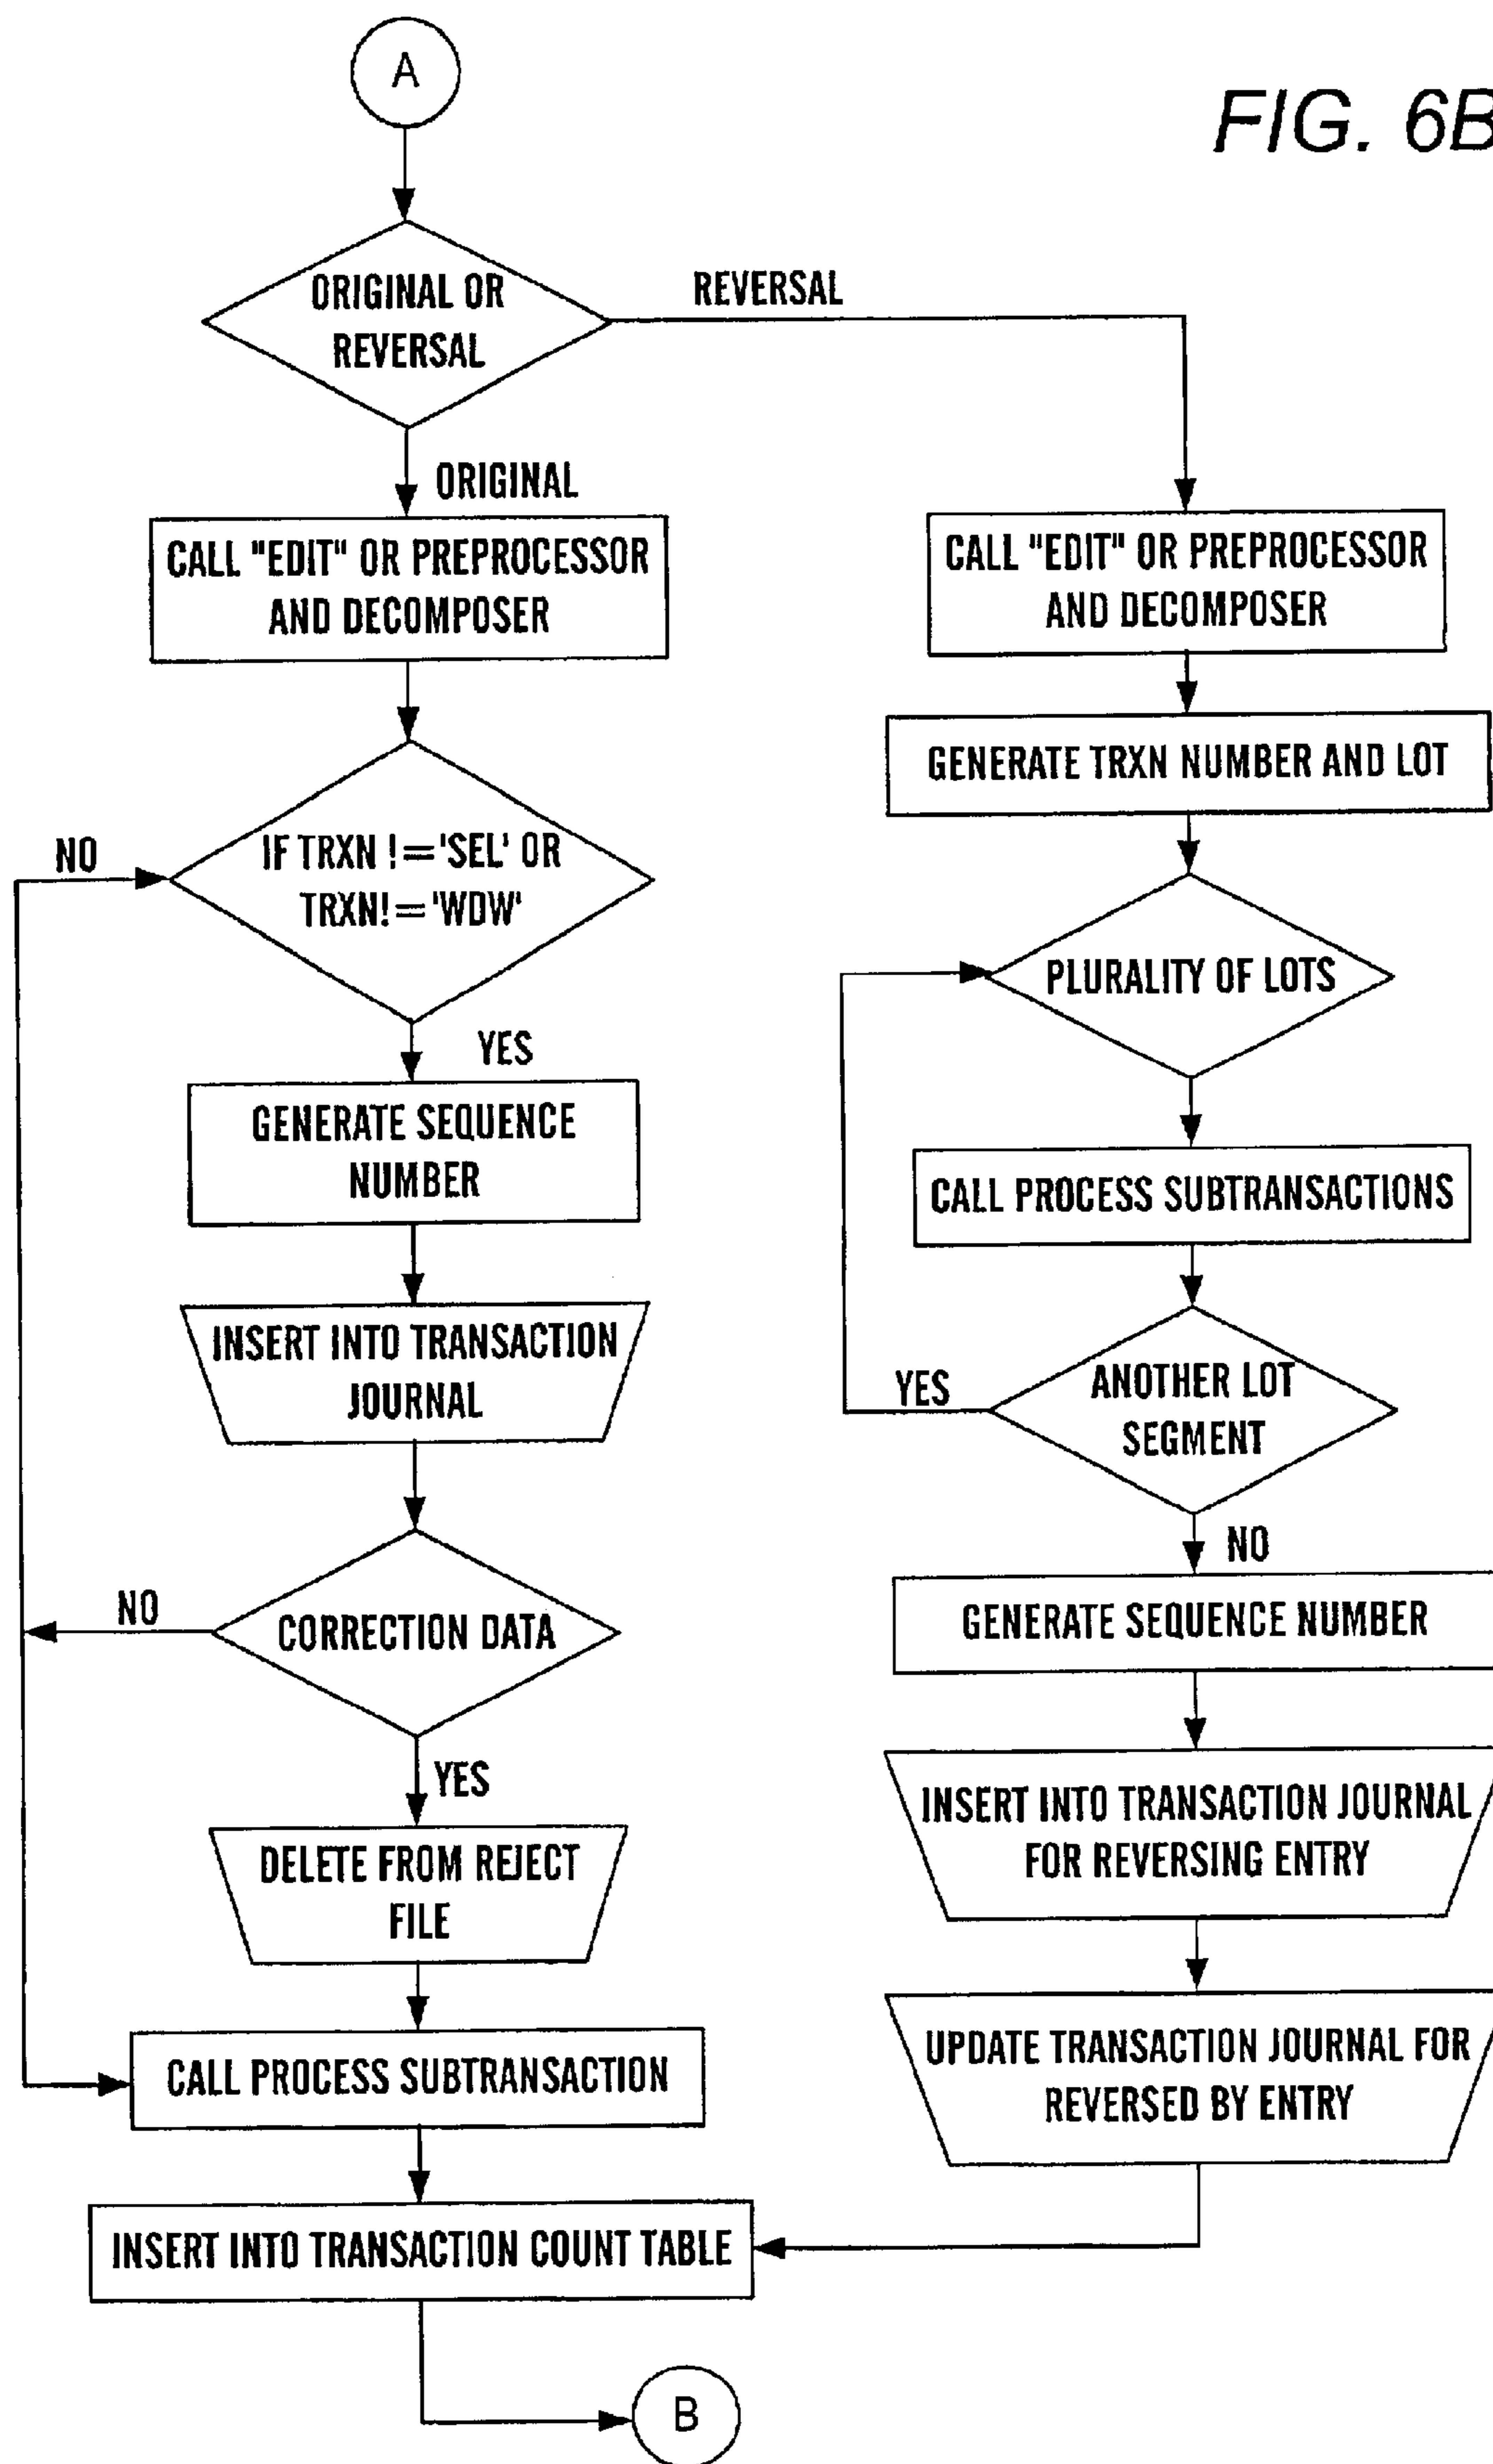 A
FIG. 6B
ORIGINAL OR
REVERSAL
REVERSAL
ORIGINAL
CALL "EDIT" OR PREPROCESSOR
AND DECOMPOSER
IF TRXN !='SEL' OR
TRXN!='WDW'
NO
YES
GENERATE SEQUENCE
NUMBER
INSERT INTO TRANSACTION
JOURNAL
CORRECTION DATA
NO
YES
DELETE FROM REJECT
FILE
CALL PROCESS SUBTRANSACTION
INSERT INTO TRANSACTION COUNT TABLE
CALL "EDIT" OR PREPROCESSOR
AND DECOMPOSER
GENERATE TRXN NUMBER AND LOT
PLURALITY OF LOTS
CALL PROCESS SUBTRANSACTIONS
ANOTHER LOT
SEGMENT
YES
NO
GENERATE SEQUENCE NUMBER
INSERT INTO TRANSACTION JOURNAL
FOR REVERSING ENTRY
UPDATE TRANSACTION JOURNAL FOR
REVERSED BY ENTRY
B